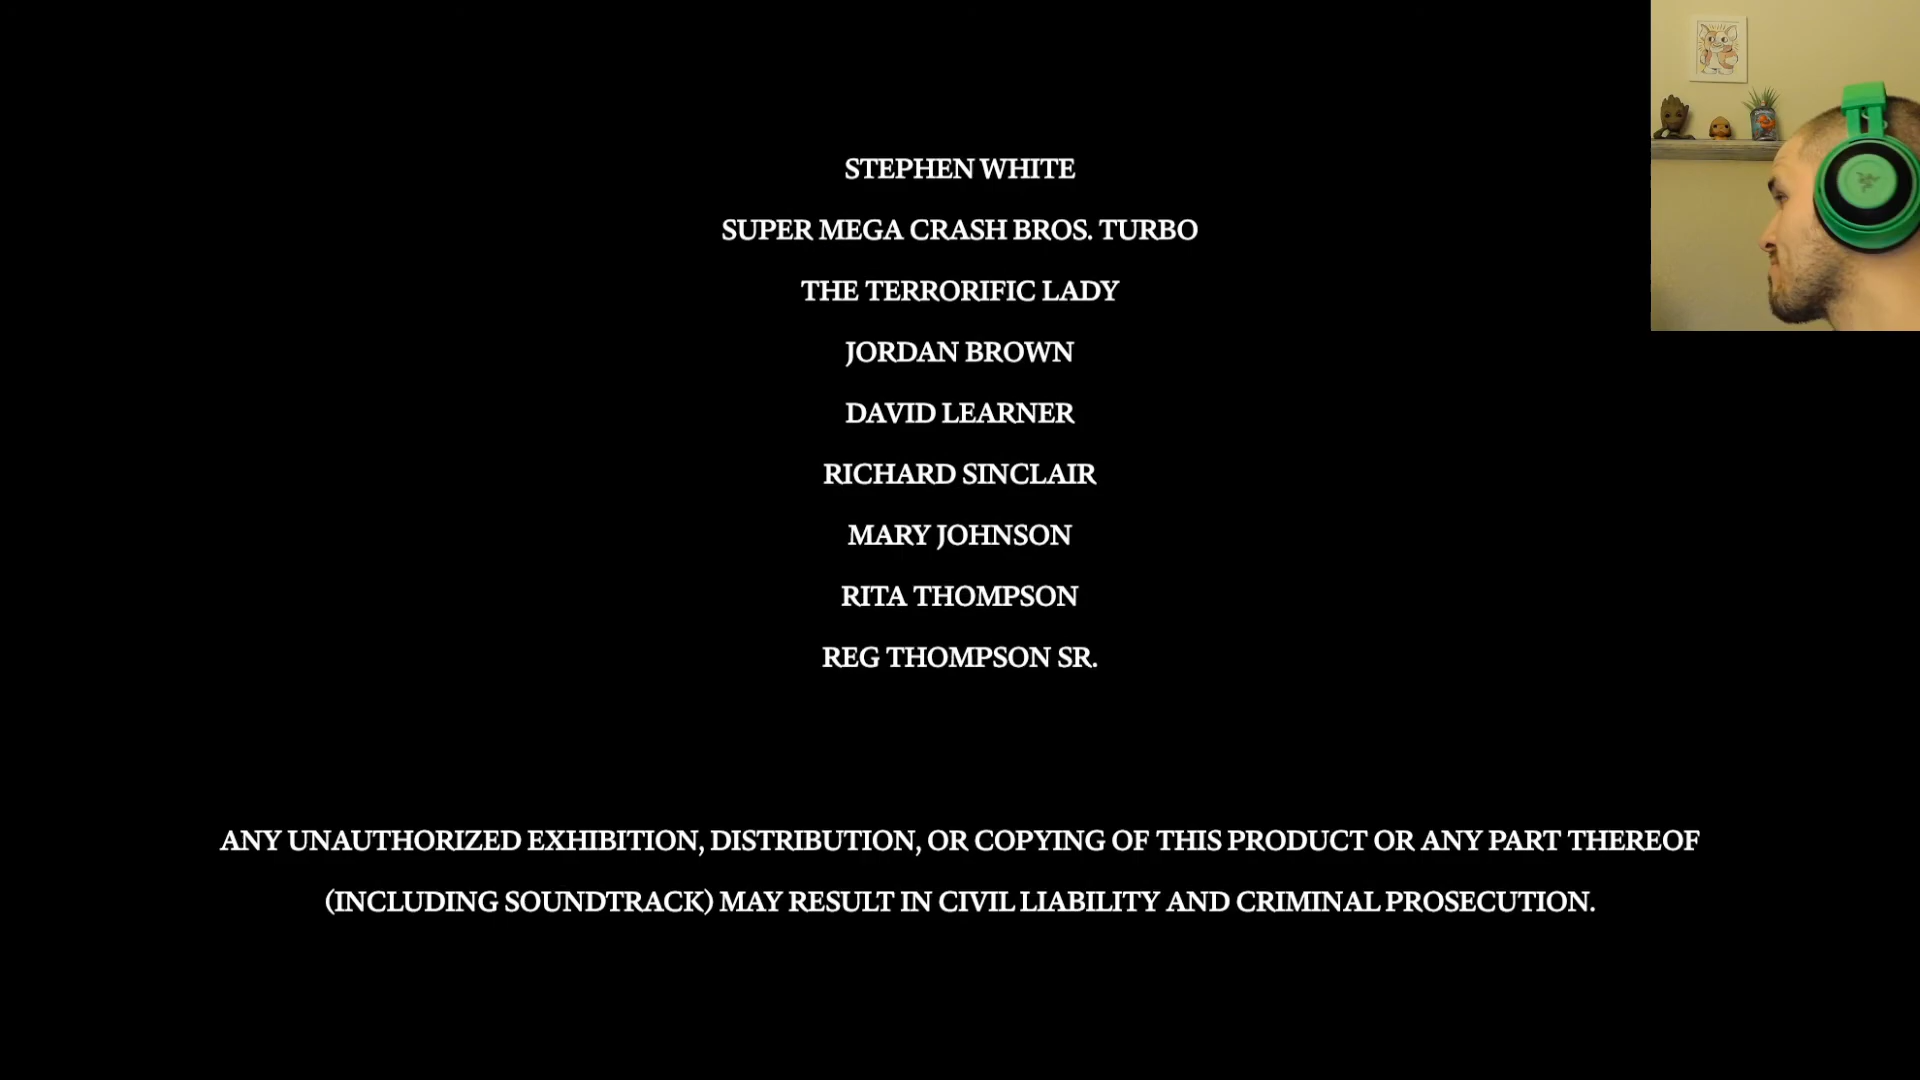 STEPHEN WHITE
SUPER MEGA CRASH BROS. TURBO
THE TERRORIFIC LADY
JORDAN BROWN
DAVID LEARNER
RICHARD SINCLAIR
MARY JOHNSON
RITA THOMPSON
REG THOMPSON SR.
ANY UNAUTHORIZED EXHIBITION, DISTRIBUTION, OR COPYING OF THIS PRODUCT OR ANY PART THEREOF
(INCLUDING SOUNDTRACK) MAY RESULT IN CIVIL LIABILITY AND CRIMINAL PROSECUTION.